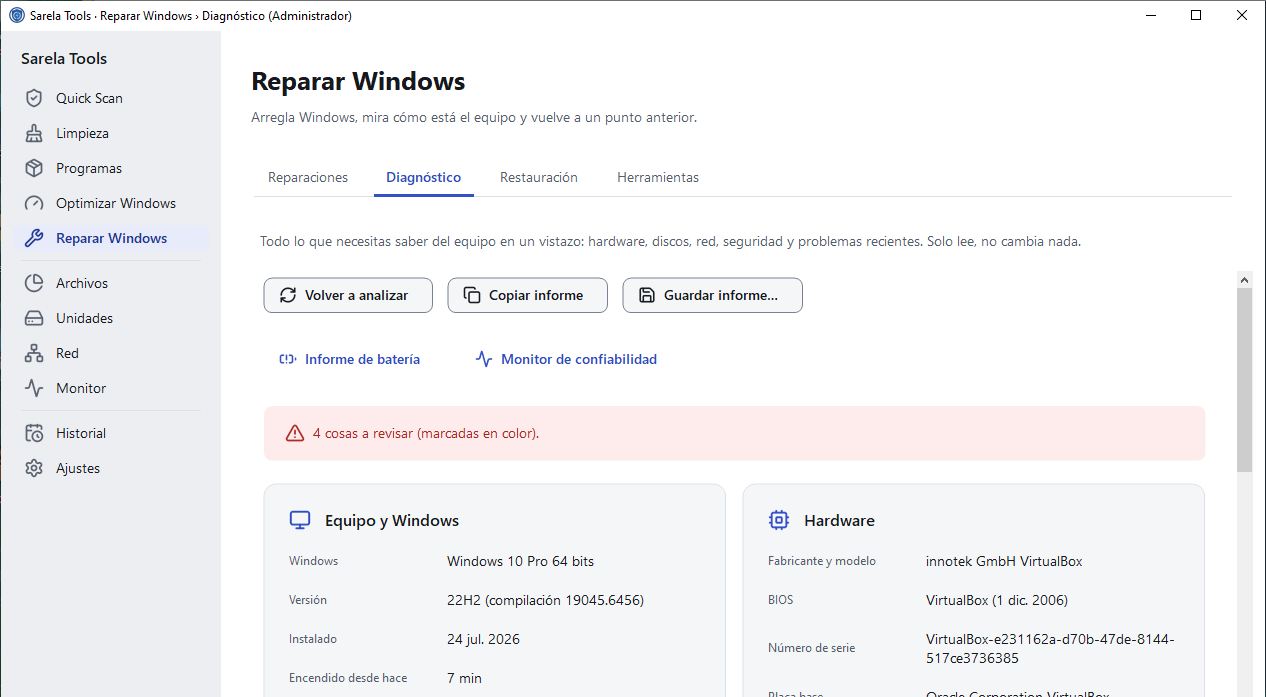 Sarela Tools · Reparar Windows › Diagnóstico (Administrador)
Sarela Tools
Quick Scan
Limpieza
Programas
Optimizar Windows
Reparar Windows
Archivos
Unidades
Red
Monitor
Historial
Ajustes
Reparar Windows
Arregla Windows, mira cómo está el equipo y vuelve a un punto anterior.
Reparaciones
Diagnóstico
Restauración
Herramientas
Todo lo que necesitas saber del equipo en un vistazo: hardware, discos, red, seguridad y problemas recientes. Solo lee, no cambia nada.
Volver a analizar
Copiar informe
Guardar informe...
Informe de batería
Monitor de confiabilidad
4 cosas a revisar (marcadas en color).
Equipo y Windows
Windows
Windows 10 Pro 64 bits
Versión
22H2 (compilación 19045.6456)
Instalado
24 jul. 2026
Encendido desde hace
7 min
Hardware
Fabricante y modelo
innotek GmbH VirtualBox
BIOS
VirtualBox (1 dic. 2006)
Número de serie
VirtualBox-e231162a-d70b-47de-8144-
517ce3736385
Placa base
Oracle Corporation VirtualBox